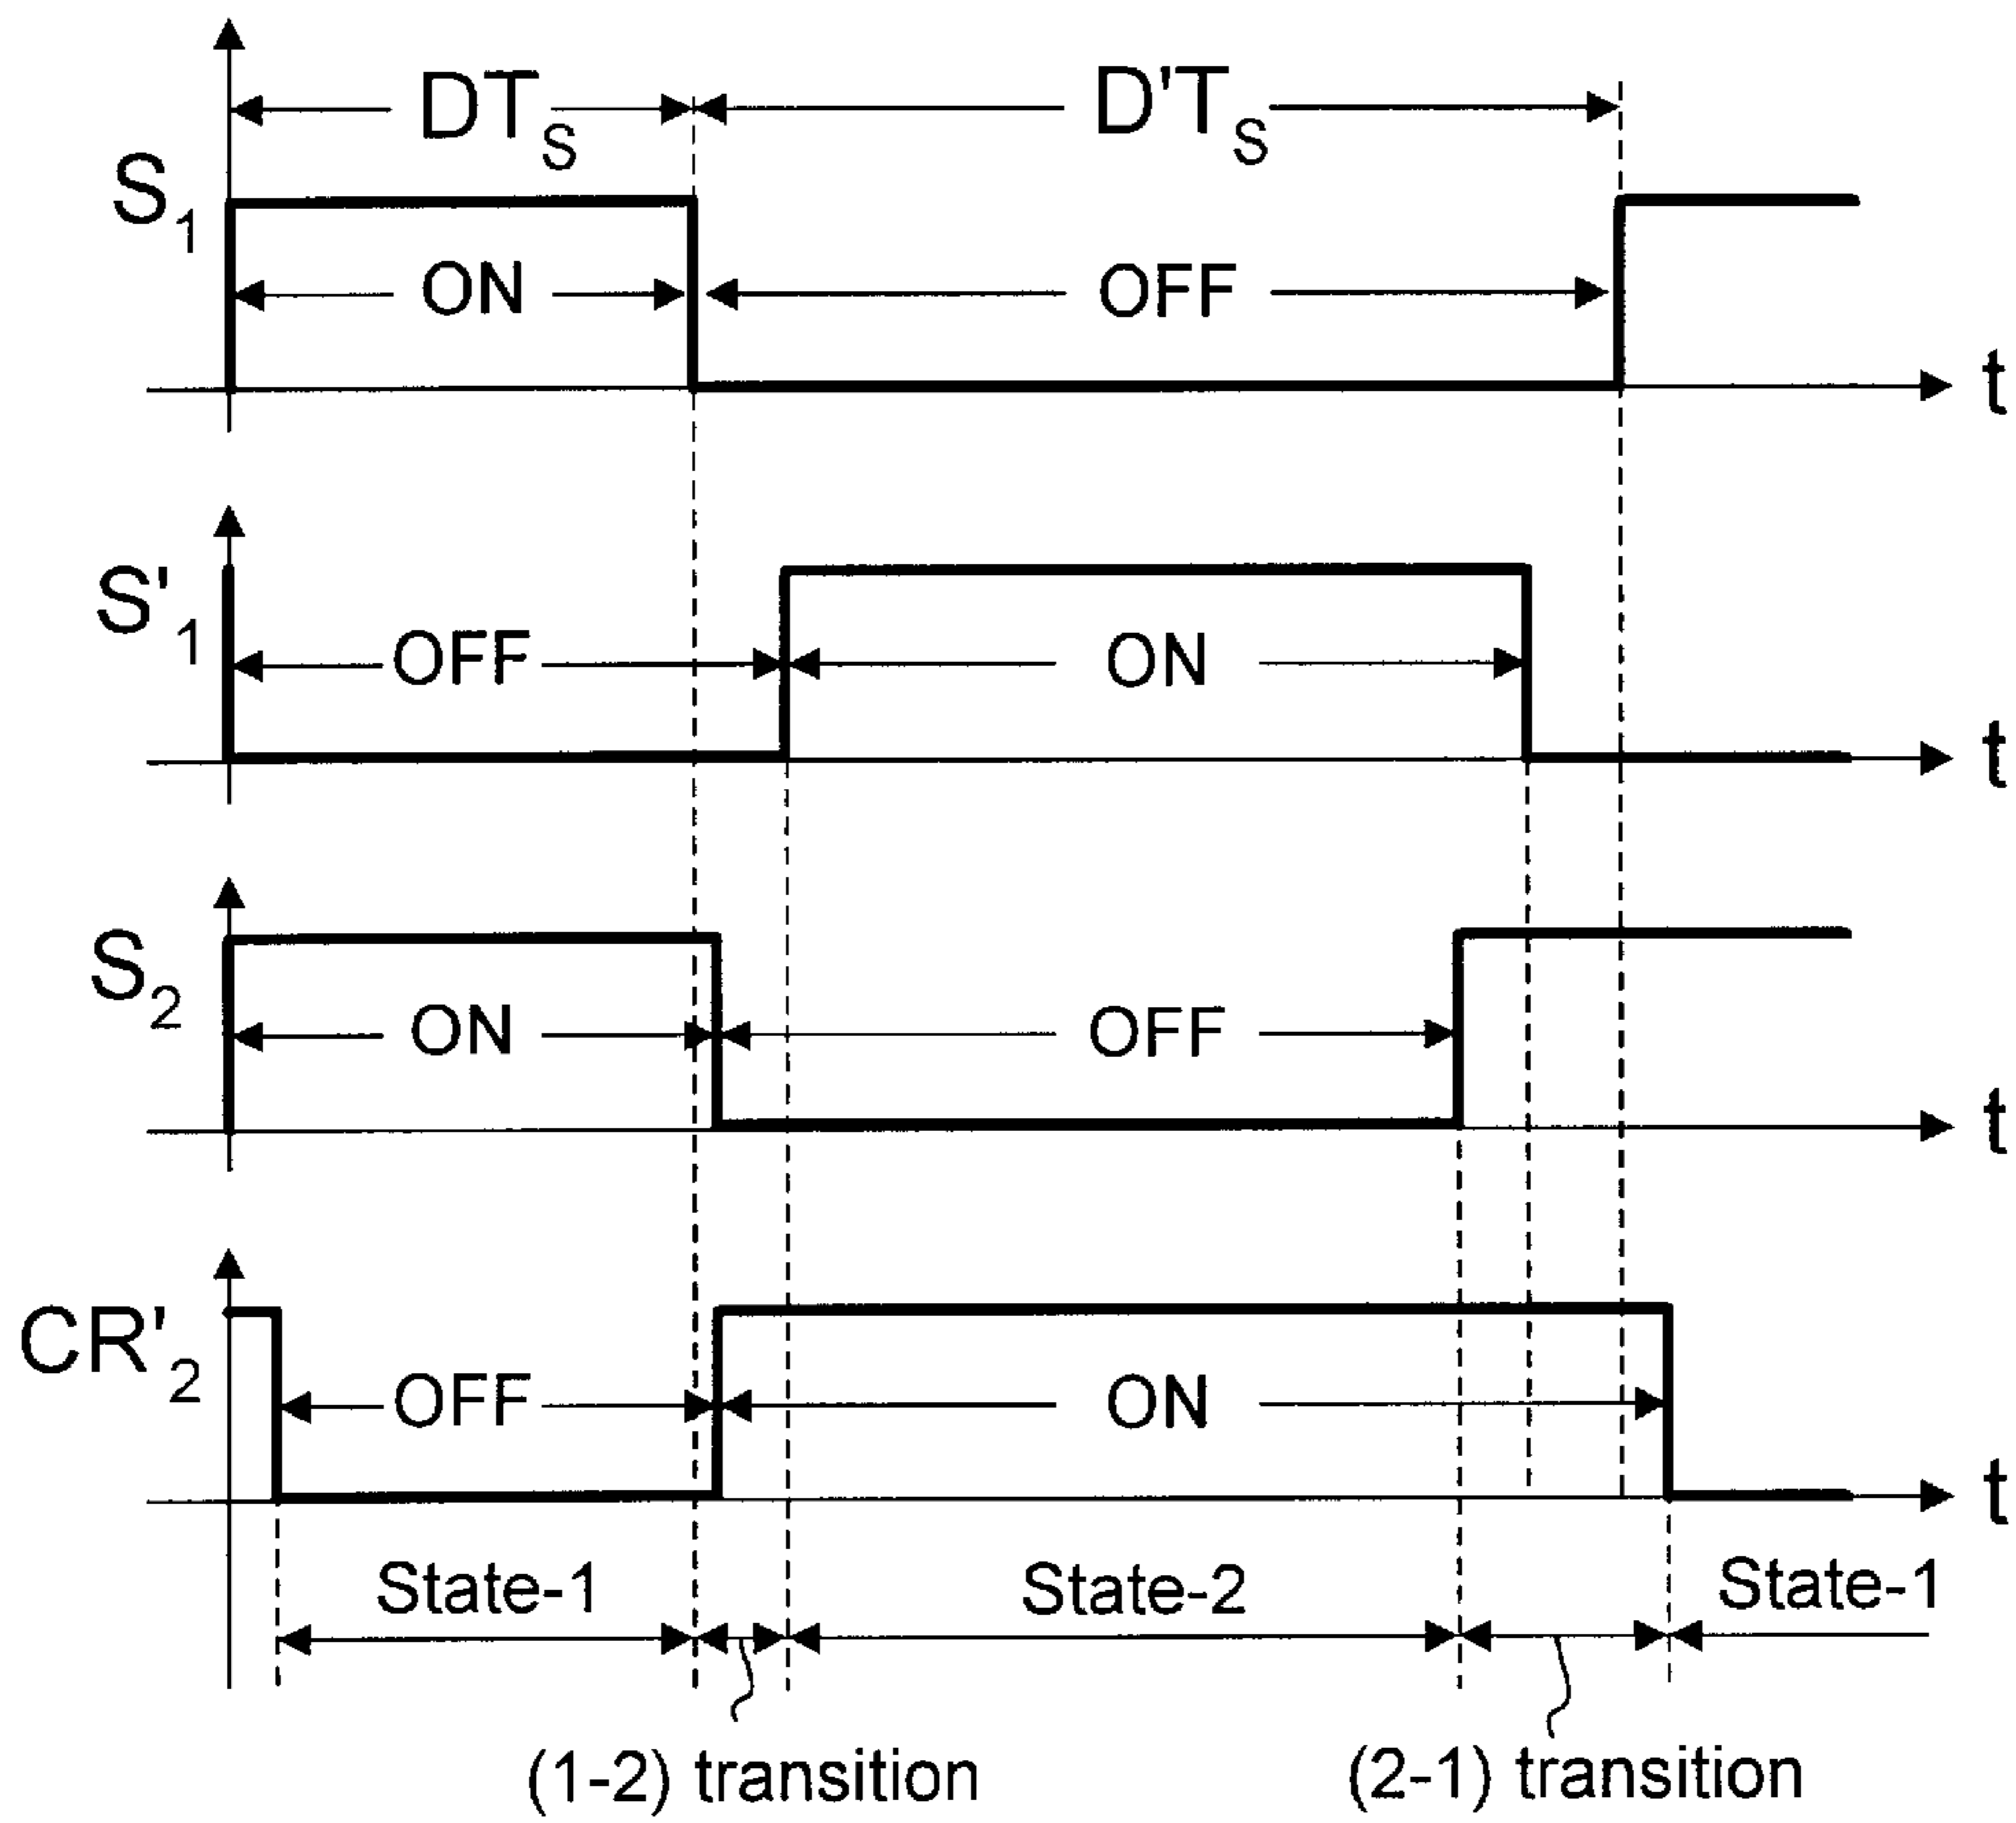 DT_S D'T_S
S_1
ON OFF
t
S'_1
OFF ON
t
S_2
ON OFF
t
CR'_2
OFF ON
t
State-1 State-2 State-1
(1-2) transition (2-1) transition